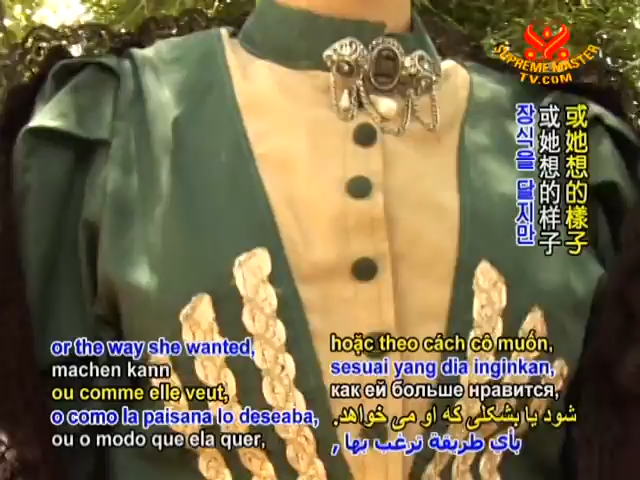 SUPREME MASTER
TV.COM
或她想的樣子
或她想的样子
장식을 달지만
or the way she wanted,
machen kann
ou comme elle veut,
o como la paisana lo deseaba,
ou o modo que ela quer,
hoặc theo cách cô muốn,
sesuai yang dia inginkan,
как ей больше нравится,
شود یا بشکلی که او می خواهد.
بأي طريقة ترغب بها ,